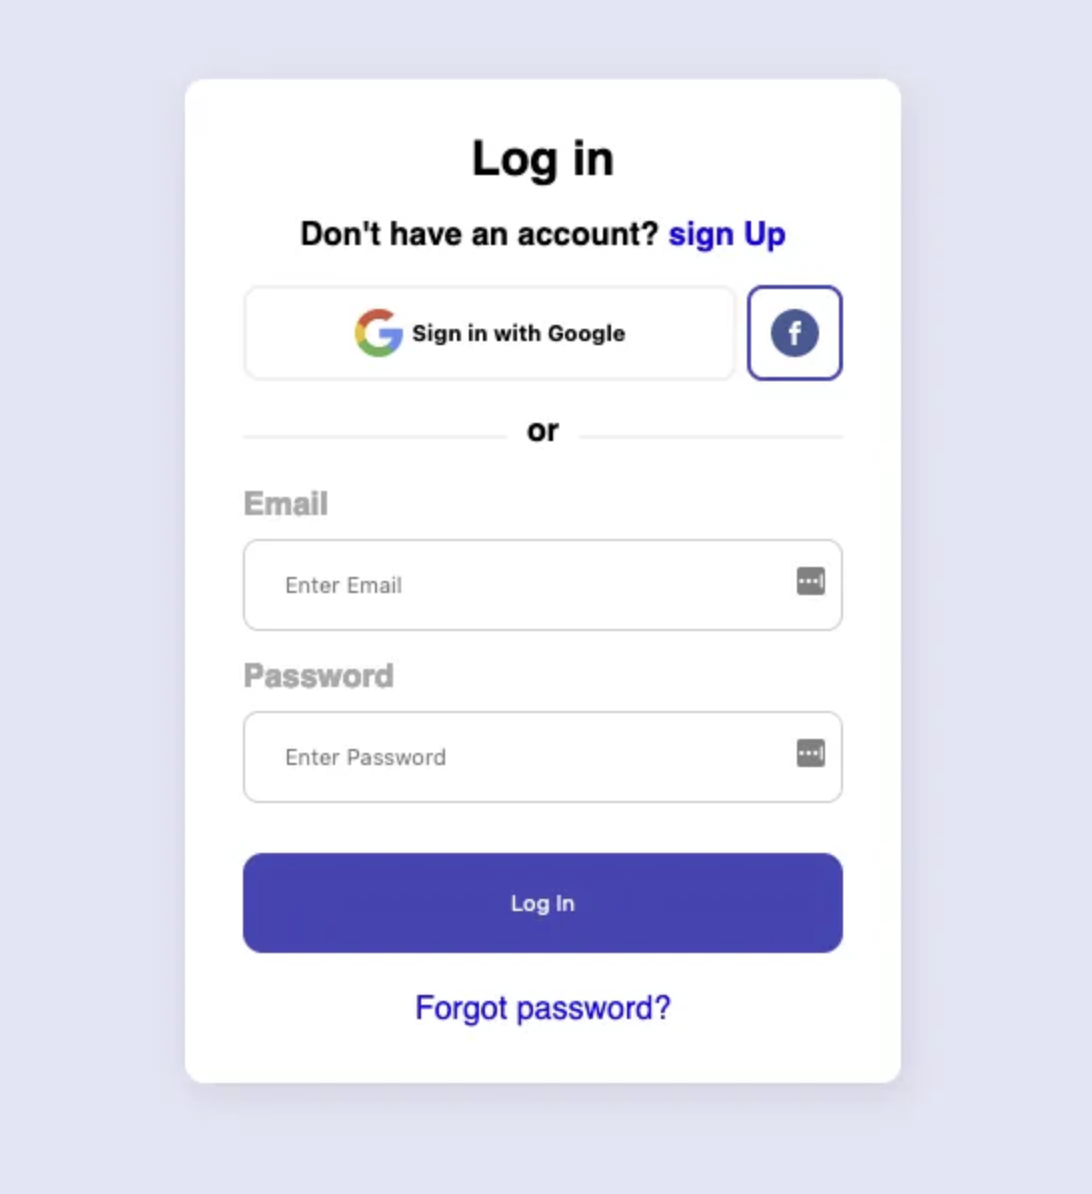 Log in
Don't have an account? sign Up
Sign in with Google
f
or
Email
Enter Email
Password
Enter Password
Log In
Forgot password?